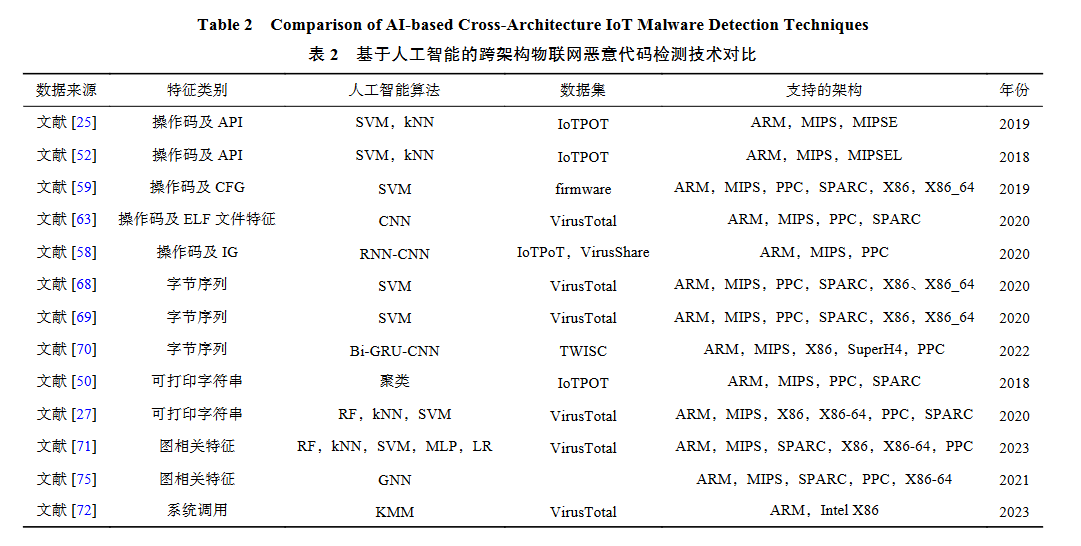 Table 2 Comparison of AI-based Cross-Architecture IoT Malware Detection Techniques
表 2 基于人工智能的跨架构物联网恶意代码检测技术对比
数据来源 特征类别 人工智能算法 数据集 支持的架构 年份
文献 [25] 操作码及 API SVM，kNN IoTPOT ARM，MIPS，MIPSE 2019
文献 [52] 操作码及 API SVM，kNN IoTPOT ARM，MIPS，MIPSEL 2018
文献 [59] 操作码及 CFG SVM firmware ARM，MIPS，PPC，SPARC，X86，X86_64 2019
文献 [63] 操作码及 ELF 文件特征 CNN VirusTotal ARM，MIPS，PPC，SPARC 2020
文献 [58] 操作码及 IG RNN-CNN IoTPoT，VirusShare ARM，MIPS，PPC 2020
文献 [68] 字节序列 SVM VirusTotal ARM，MIPS，PPC，SPARC，X86、X86_64 2020
文献 [69] 字节序列 SVM VirusTotal ARM，MIPS，PPC，SPARC，X86，X86_64 2020
文献 [70] 字节序列 Bi-GRU-CNN TWISC ARM，MIPS，X86，SuperH4，PPC 2022
文献 [50] 可打印字符串 聚类 IoTPOT ARM，MIPS，PPC，SPARC 2018
文献 [27] 可打印字符串 RF，kNN，SVM VirusTotal ARM，MIPS，X86，X86-64，PPC，SPARC 2020
文献 [71] 图相关特征 RF，kNN，SVM，MLP，LR VirusTotal ARM，MIPS，SPARC，X86，X86-64，PPC 2023
文献 [75] 图相关特征 GNN ARM，MIPS，SPARC，PPC，X86-64 2021
文献 [72] 系统调用 KMM VirusTotal ARM，Intel X86 2023